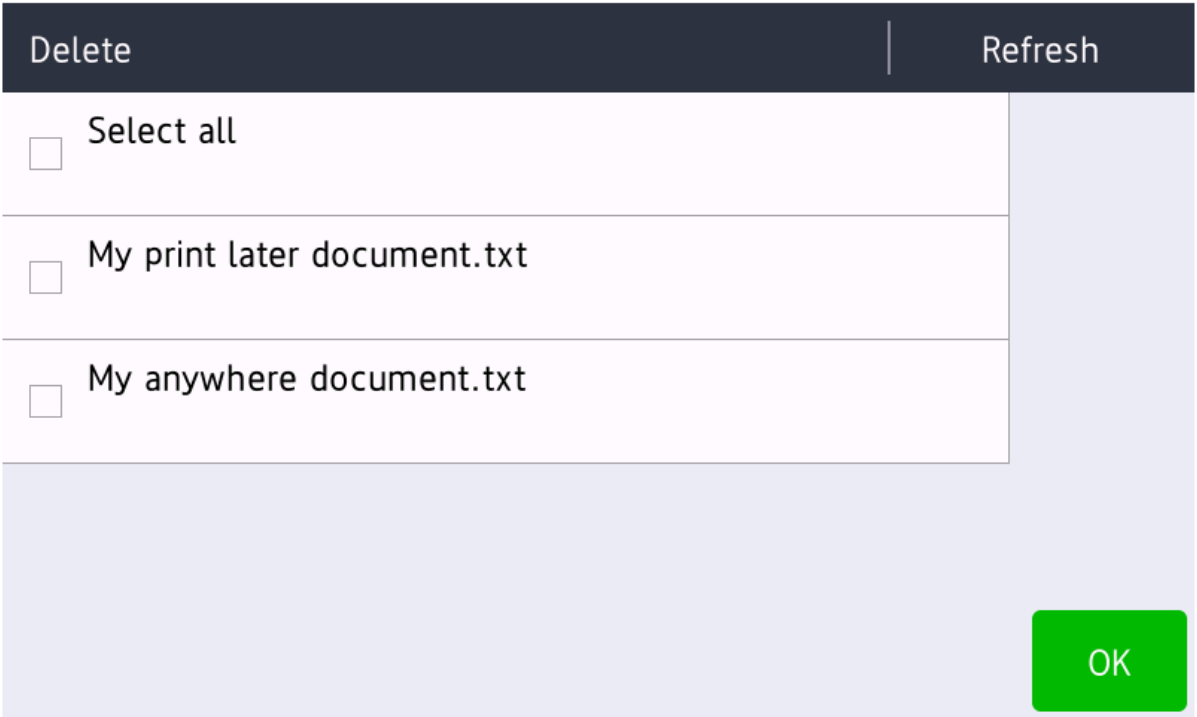 Delete
Refresh
Select all
My print later document.txt
My anywhere document.txt
OK